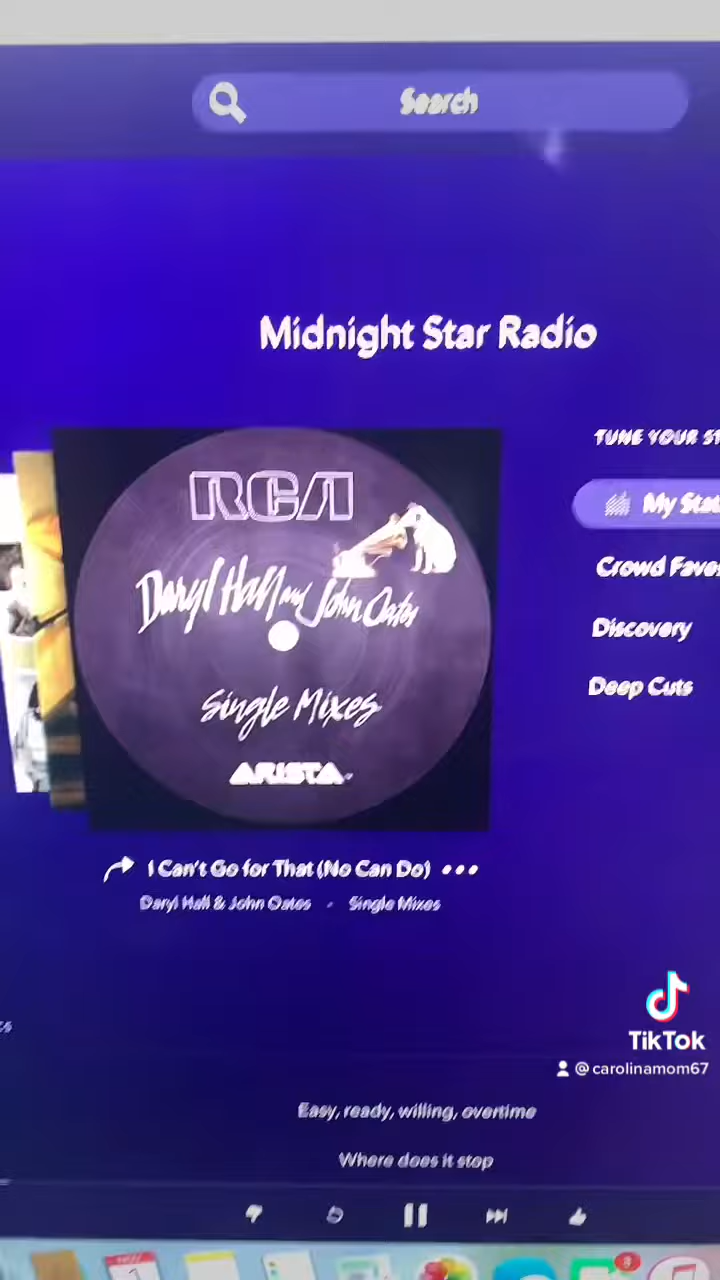 Search
Midnight Star Radio
TUNE YOUR ST
My Stat
Crowd Faves
Discovery
Deep Cuts
RCA
Daryl Hall and John Oates
Single Mixes
ARISTA
I Can't Go for That (No Can Do)
Daryl Hall & John Oates - Single Mixes
TikTok
@carolinamom67
Easy, ready, willing, overtime
Where does it stop